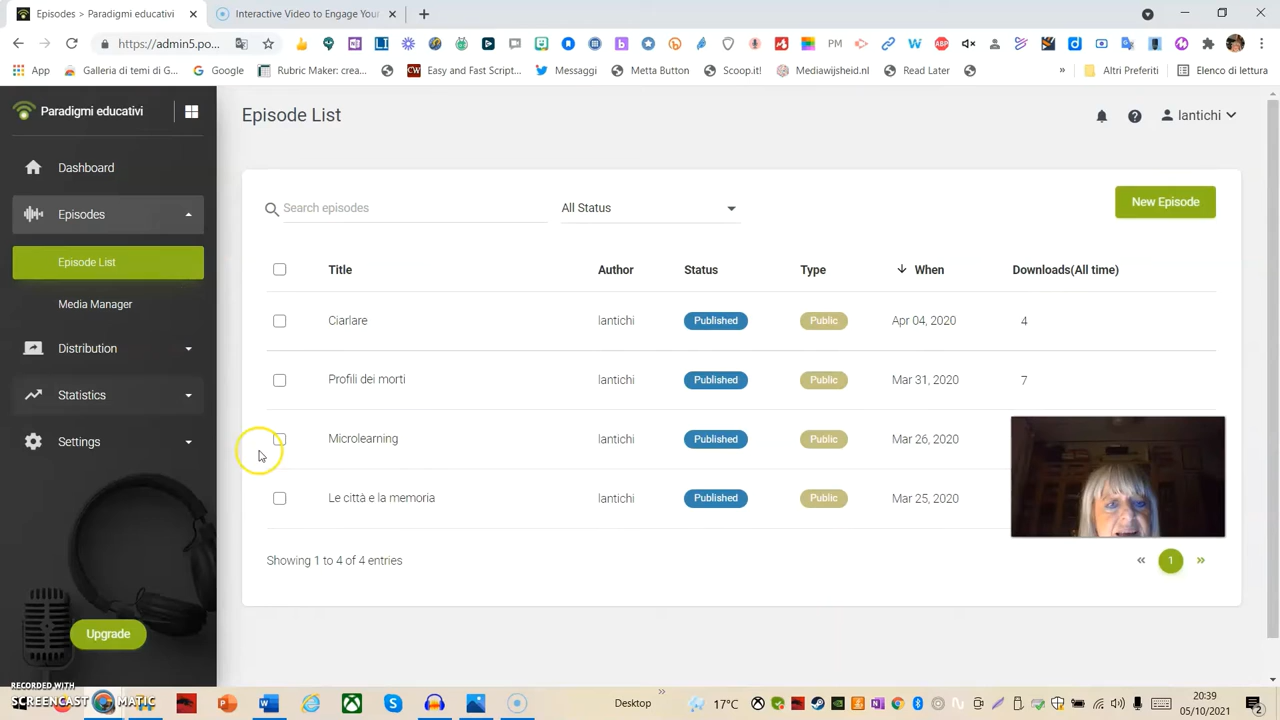 Episodes > Paradigmi educativi
Interactive Video to Engage Your
https://admin5.po...
PM
ABP
App
Galleria di temi di G...
Google
Rubric Maker: crea...
Easy and Fast Script...
Messaggi
Metta Button
Scoop.it!
Mediawijsheid.nl
Read Later
»
Altri Preferiti
Elenco di lettura
Paradigmi educativi
Episode List
lantichi
Dashboard
Episodes
Episode List
Media Manager
Distribution
Statistics
Settings
Upgrade
Search episodes
All Status
New Episode
Title Author Status Type When Downloads(All time)
Ciarlare lantichi Published Public Apr 04, 2020 4
Profili dei morti lantichi Published Public Mar 31, 2020 7
Microlearning lantichi Published Public Mar 26, 2020
Le città e la memoria lantichi Published Public Mar 25, 2020
Showing 1 to 4 of 4 entries
« 1 »
RECORDED WITH
SCREENCAST MATIC
Desktop
»
17°C
20:39
05/10/2021
2